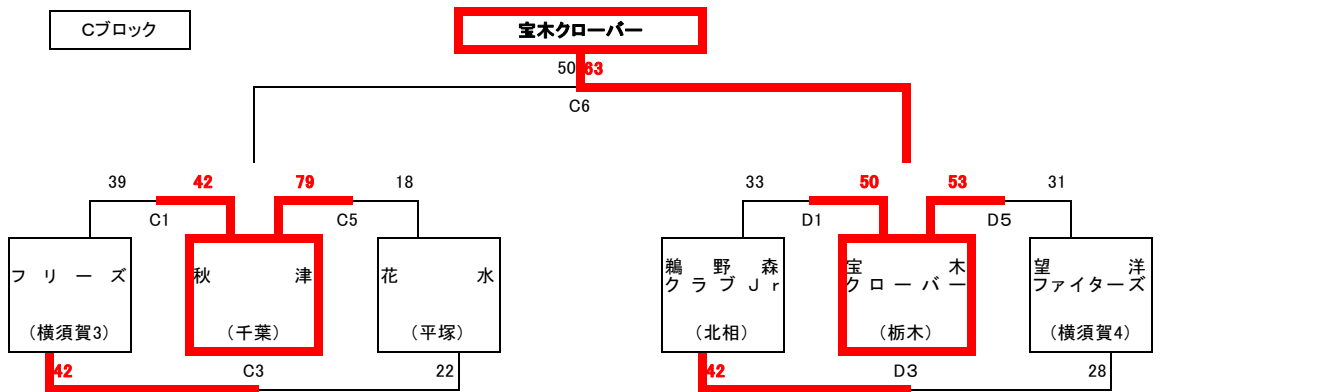 Cブロック
宝木クローバー
50 63
C6
39 42 79 18
33 50 53 31
C1 C5
D1 D5
フリーズ
(横須賀3)
秋津
(千葉)
花水
(平塚)
鵜野森
クラブJr
(北相)
宝木
クローバー
(栃木)
望洋
ファイターズ
(横須賀4)
42 C3 22
42 D3 28